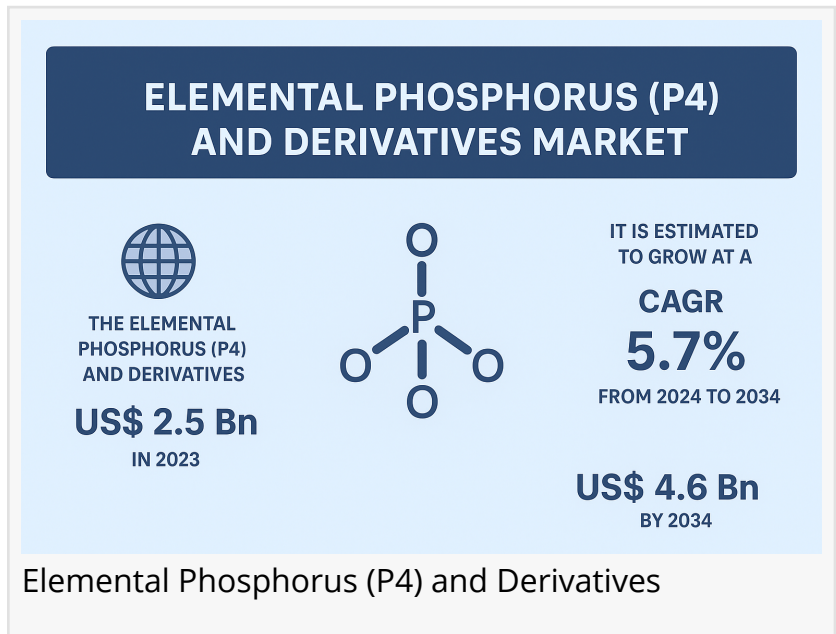 ELEMENTAL PHOSPHORUS (P4)
AND DERIVATIVES MARKET
THE ELEMENTAL
PHOSPHORUS (P4)
AND DERIVATIVES
US$ 2.5 Bn
IN 2023
O
P
O
O
O
IT IS ESTIMATED
TO GROW AT A
CAGR
5.7%
FROM 2024 TO 2034
US$ 4.6 Bn
BY 2034
Elemental Phosphorus (P4) and Derivatives